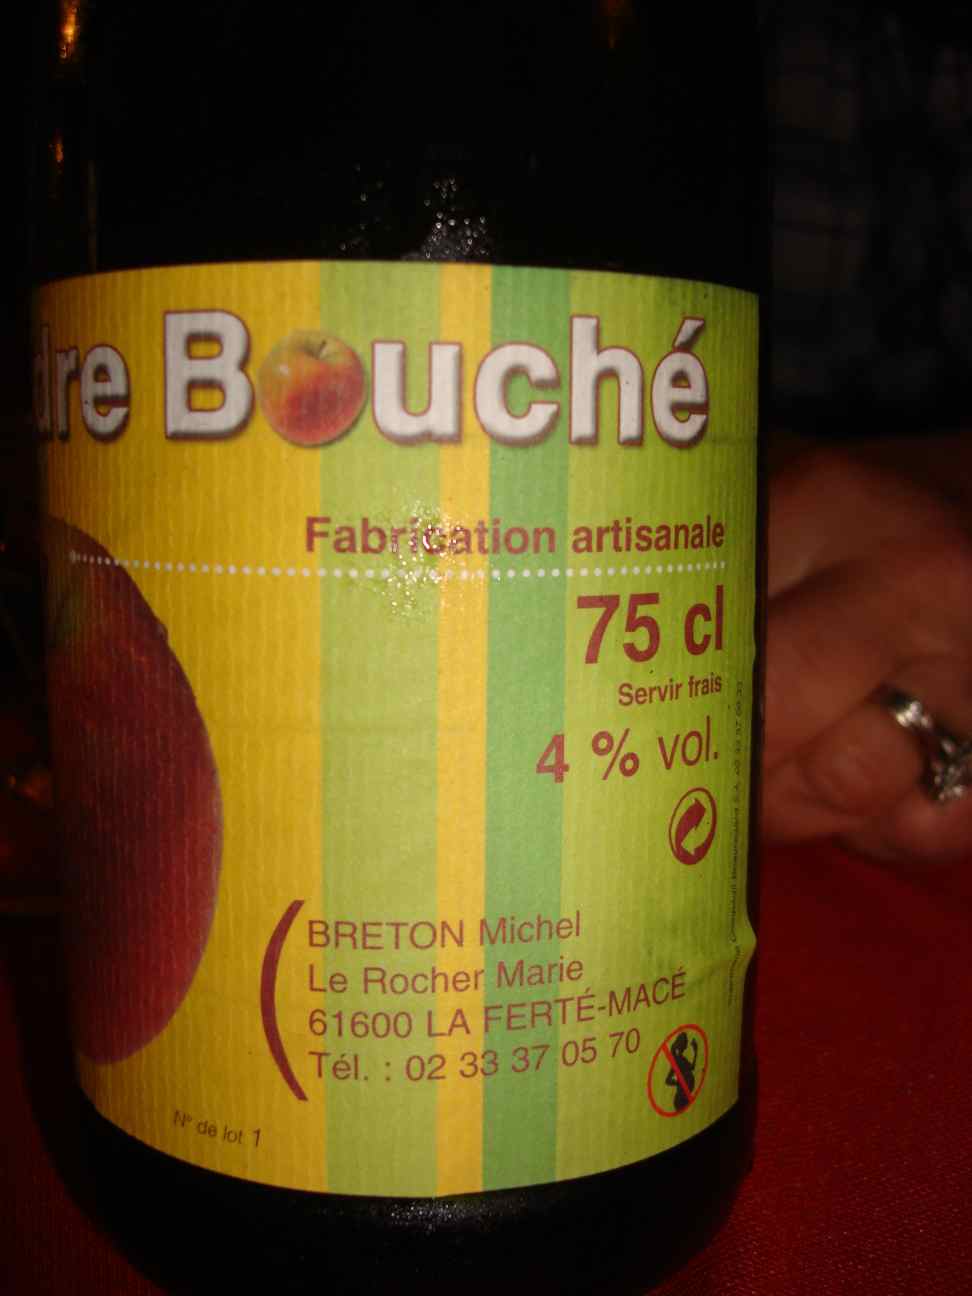 dre Bouché
Fabrication artisanale
75 cl
Servir frais
4 % vol.
BRETON Michel
Le Rocher Marie
61600 LA FERTÉ-MACÉ
Tél. : 02 33 37 05 70
N° de lot 1